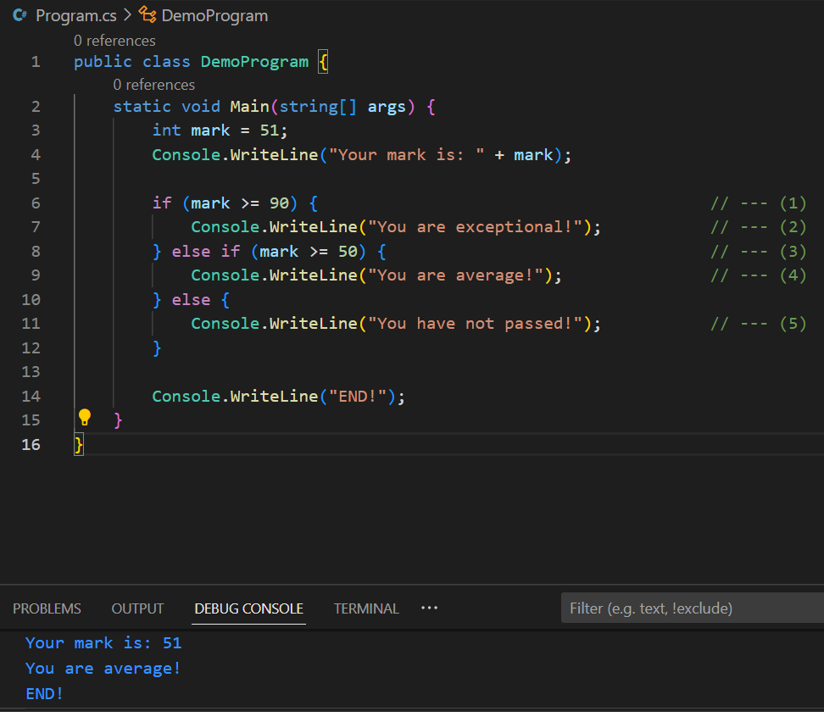 Program.cs > DemoProgram
0 references
1 public class DemoProgram {
0 references
2 static void Main(string[] args) {
3 int mark = 51;
4 Console.WriteLine("Your mark is: " + mark);
5
6 if (mark >= 90) { // --- (1)
7 Console.WriteLine("You are exceptional!"); // --- (2)
8 } else if (mark >= 50) { // --- (3)
9 Console.WriteLine("You are average!"); // --- (4)
10 } else {
11 Console.WriteLine("You have not passed!"); // --- (5)
12 }
13
14 Console.WriteLine("END!");
15 }
16 }
PROBLEMS OUTPUT DEBUG CONSOLE TERMINAL ··· Filter (e.g. text, !exclude)
Your mark is: 51
You are average!
END!